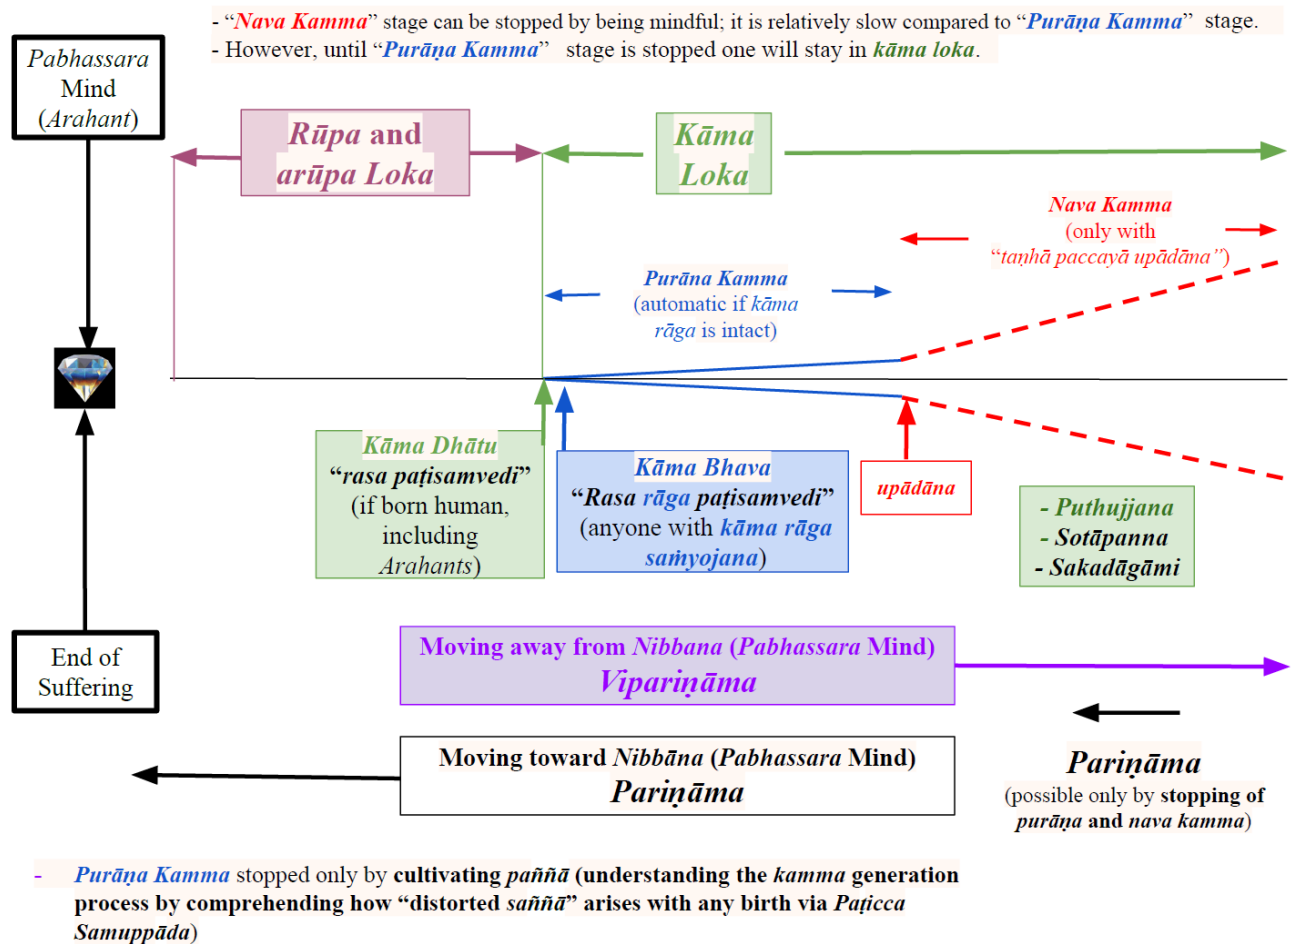 - “Nava Kamma” stage can be stopped by being mindful; it is relatively slow compared to “Purāṇa Kamma” stage.
- However, until “Purāṇa Kamma” stage is stopped one will stay in kāma loka.
Pabhassara
Mind
(Arahant)
Rūpa and
arūpa Loka
Kāma
Loka
Nava Kamma
(only with
“taṇhā paccayā upādāna”)
Purāna Kamma
(automatic if kāma
rāga is intact)
Kāma Dhātu
“rasa paṭisamvedi”
(if born human,
including
Arahants)
Kāma Bhava
“Rasa rāga paṭisamvedi”
(anyone with kāma rāga
saṁyojana)
upādāna
- Puthujjana
- Sotāpanna
- Sakadāgāmi
End of
Suffering
Moving away from Nibbana (Pabhassara Mind)
Vipariṇāma
Moving toward Nibbāna (Pabhassara Mind)
Pariṇāma
Pariṇāma
(possible only by stopping of
purāṇa and nava kamma)
- Purāṇa Kamma stopped only by cultivating paññā (understanding the kamma generation
process by comprehending how “distorted saññā” arises with any birth via Paṭicca
Samuppāda)